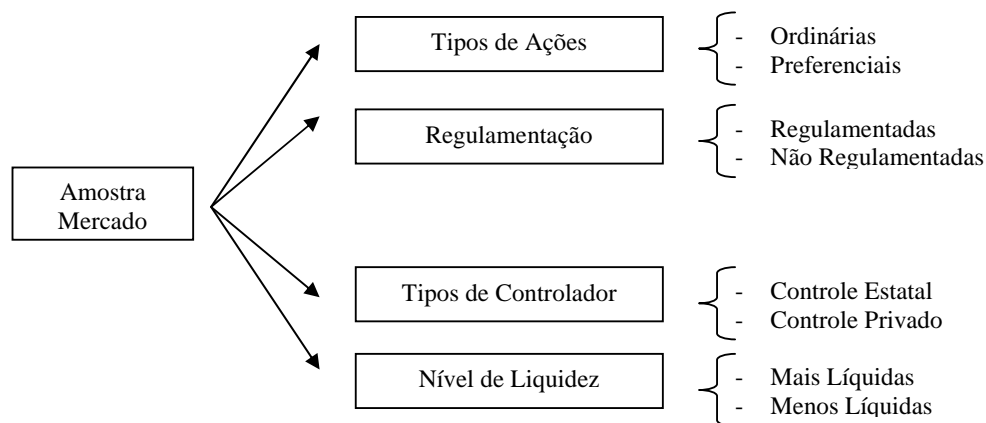 Tipos de Ações
- Ordinárias
- Preferenciais
Regulamentação
- Regulamentadas
- Não Regulamentadas
Amostra
Mercado
Tipos de Controlador
- Controle Estatal
- Controle Privado
Nível de Liquidez
- Mais Líquidas
- Menos Líquidas